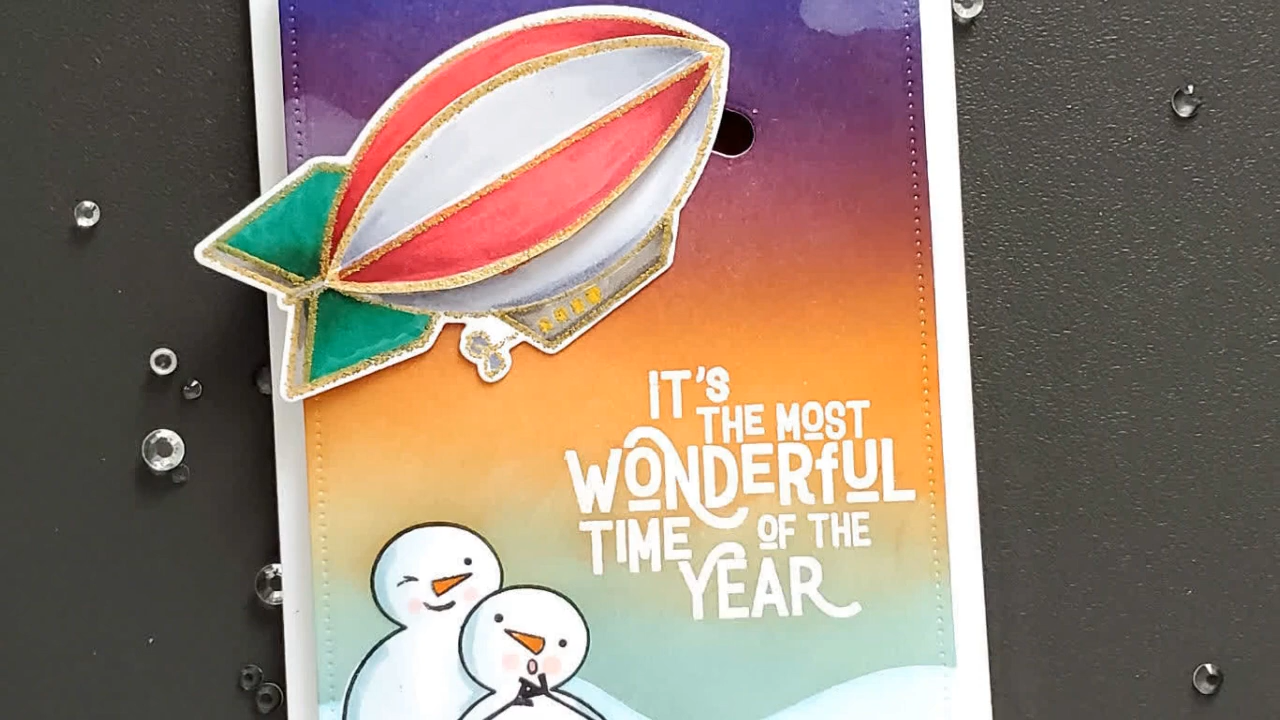 IT'S
THE MOST
WONDERfUL
TIME OF THE
YEAR